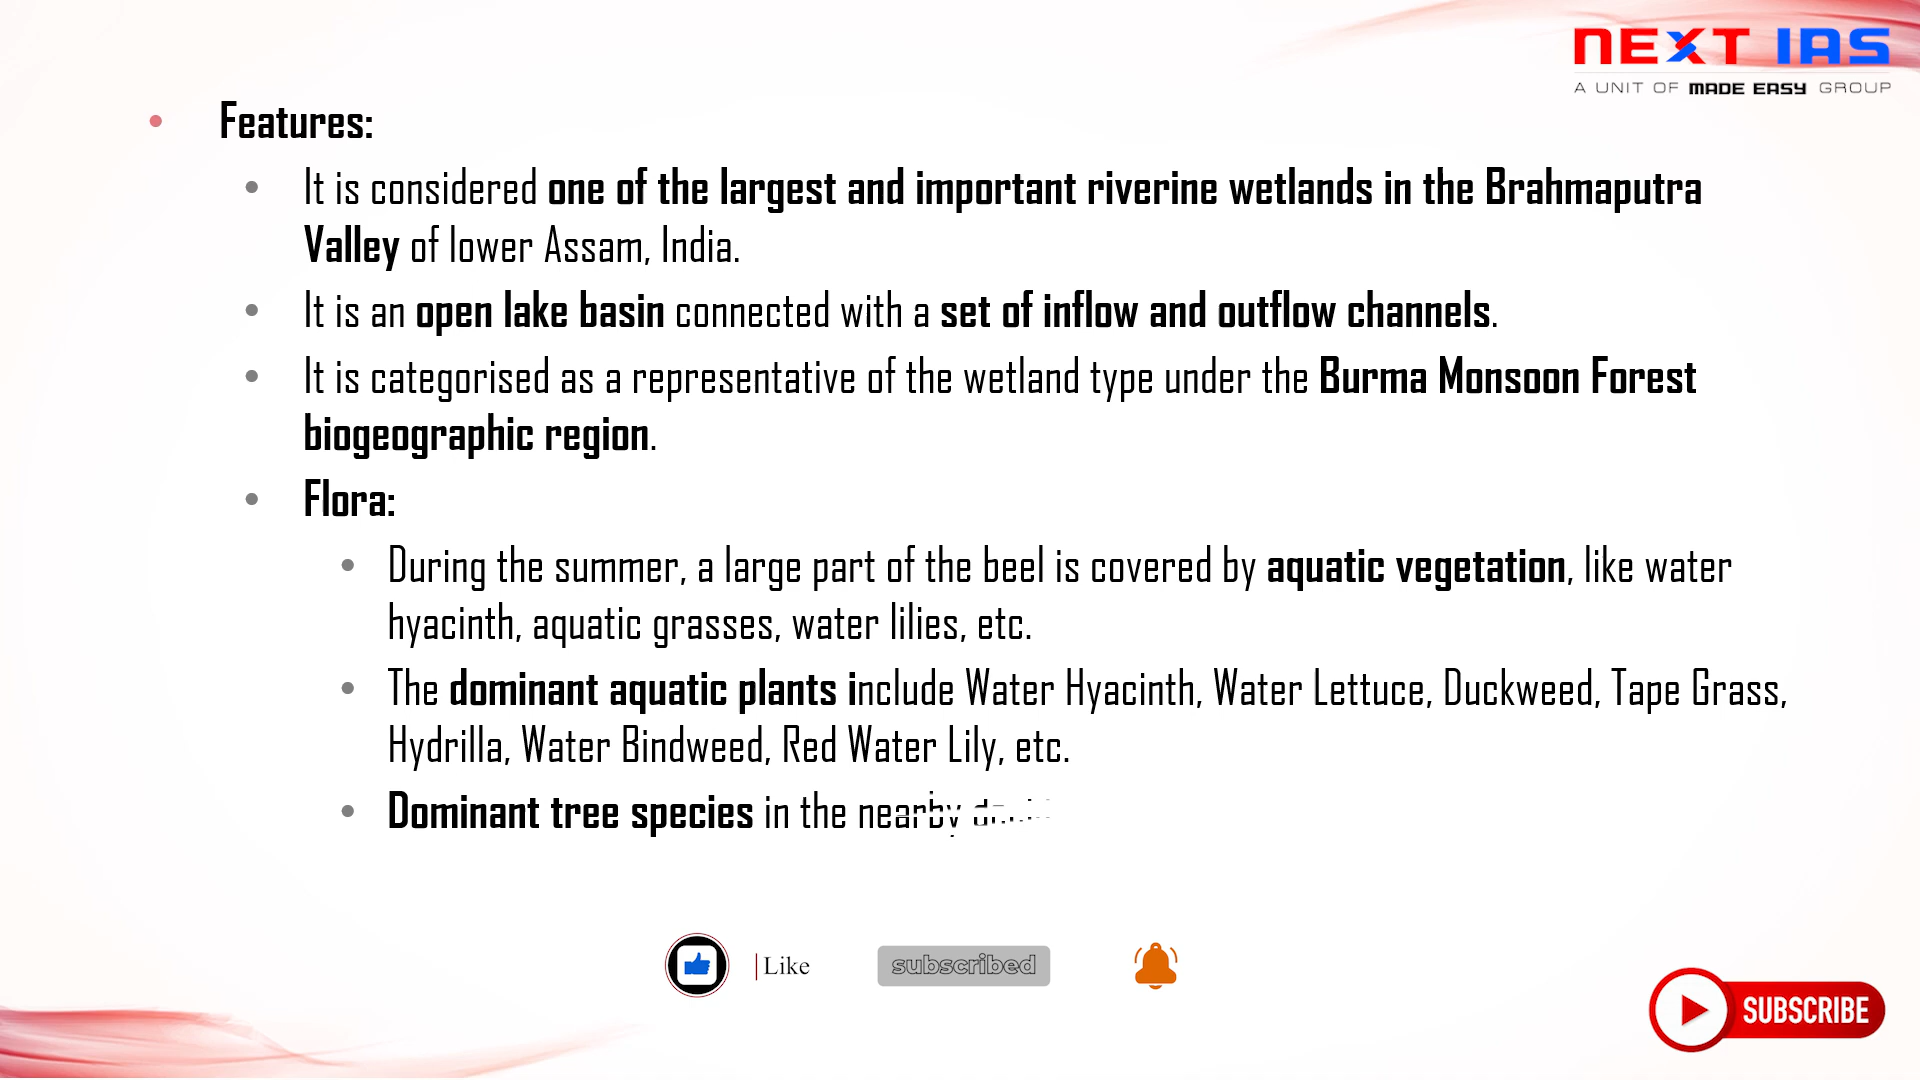 NEXT IAS
A UNIT OF MADE EASY GROUP
• Features:
• It is considered one of the largest and important riverine wetlands in the Brahmaputra
Valley of lower Assam, India.
• It is an open lake basin connected with a set of inflow and outflow channels.
• It is categorised as a representative of the wetland type under the Burma Monsoon Forest
biogeographic region.
• Flora:
• During the summer, a large part of the beel is covered by aquatic vegetation, like water
hyacinth, aquatic grasses, water lilies, etc.
• The dominant aquatic plants include Water Hyacinth, Water Lettuce, Duckweed, Tape Grass,
Hydrilla, Water Bindweed, Red Water Lily, etc.
• Dominant tree species in the nearby
Like
subscribed
SUBSCRIBE